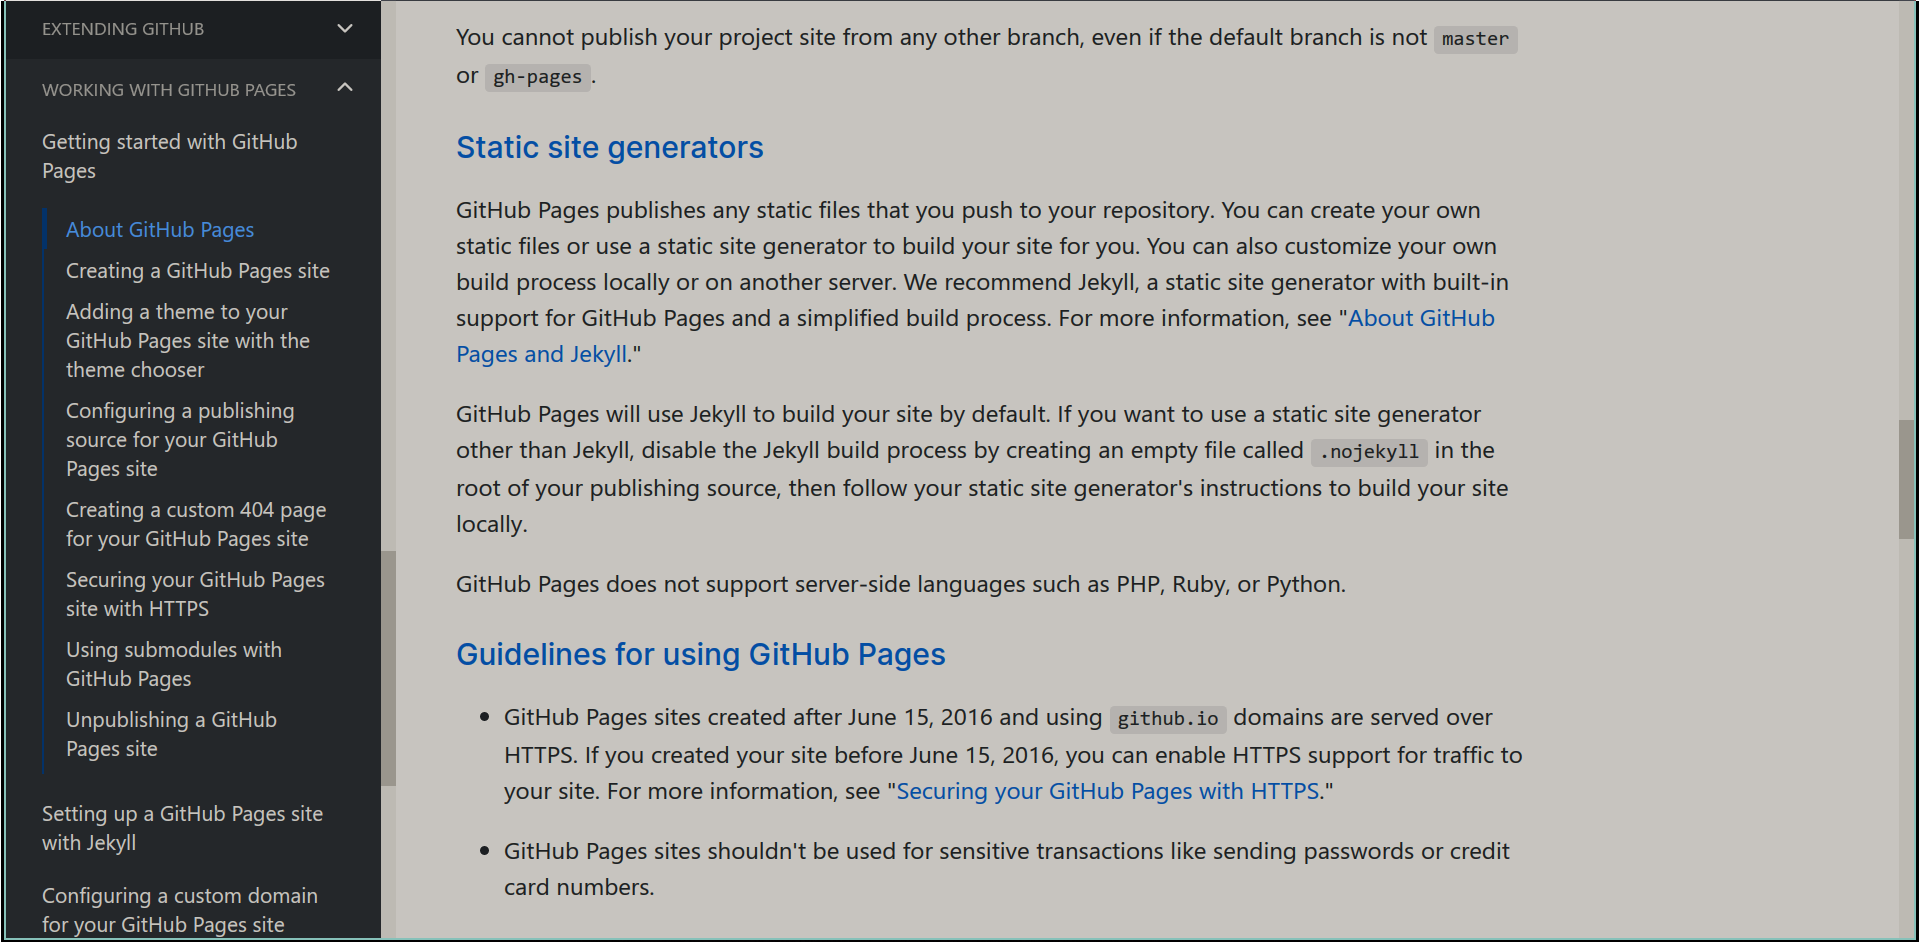 EXTENDING GITHUB
WORKING WITH GITHUB PAGES
Getting started with GitHub
Pages
About GitHub Pages
Creating a GitHub Pages site
Adding a theme to your
GitHub Pages site with the
theme chooser
Configuring a publishing
source for your GitHub
Pages site
Creating a custom 404 page
for your GitHub Pages site
Securing your GitHub Pages
site with HTTPS
Using submodules with
GitHub Pages
Unpublishing a GitHub
Pages site
Setting up a GitHub Pages site
with Jekyll
Configuring a custom domain
for your GitHub Pages site
You cannot publish your project site from any other branch, even if the default branch is not master
or gh-pages.
Static site generators
GitHub Pages publishes any static files that you push to your repository. You can create your own
static files or use a static site generator to build your site for you. You can also customize your own
build process locally or on another server. We recommend Jekyll, a static site generator with built-in
support for GitHub Pages and a simplified build process. For more information, see "About GitHub
Pages and Jekyll."
GitHub Pages will use Jekyll to build your site by default. If you want to use a static site generator
other than Jekyll, disable the Jekyll build process by creating an empty file called .nojekyll in the
root of your publishing source, then follow your static site generator's instructions to build your site
locally.
GitHub Pages does not support server-side languages such as PHP, Ruby, or Python.
Guidelines for using GitHub Pages
• GitHub Pages sites created after June 15, 2016 and using github.io domains are served over
HTTPS. If you created your site before June 15, 2016, you can enable HTTPS support for traffic to
your site. For more information, see "Securing your GitHub Pages with HTTPS."
• GitHub Pages sites shouldn't be used for sensitive transactions like sending passwords or credit
card numbers.